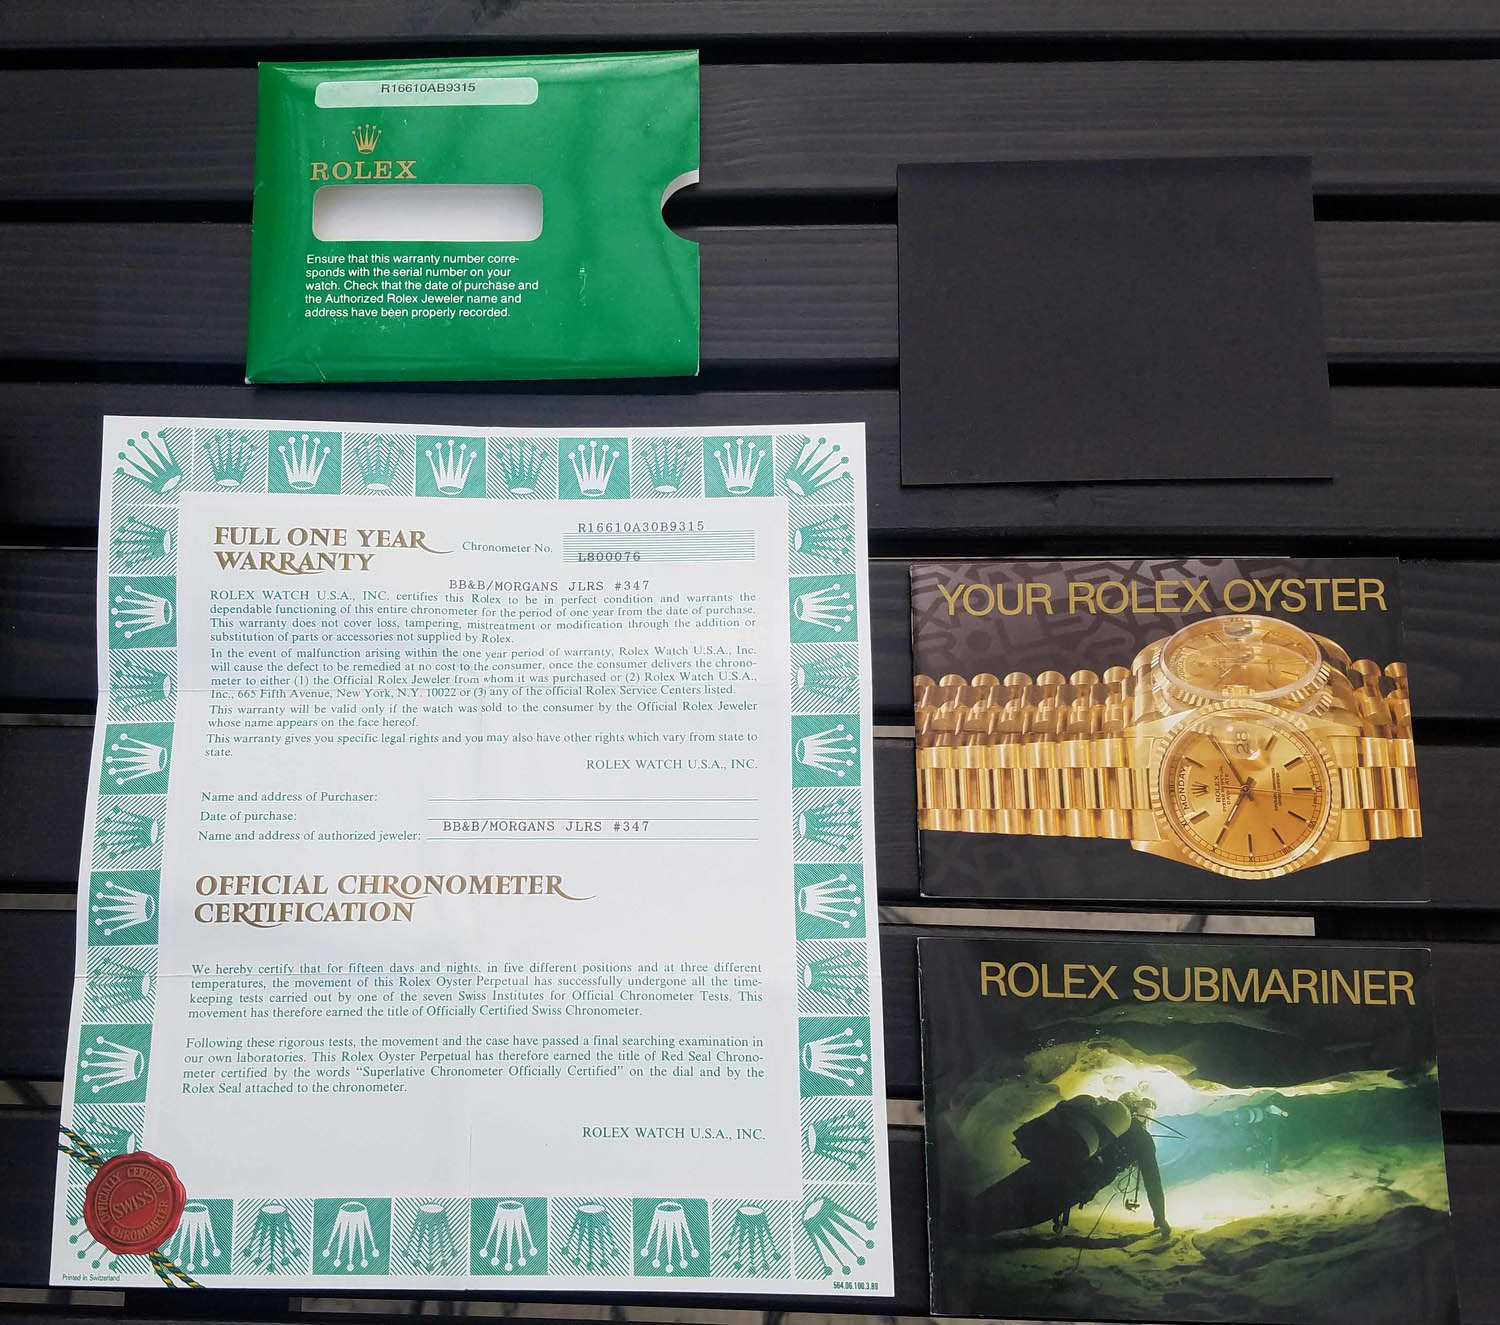 R16610AB9315
ROLEX
Ensure that this warranty number corre-
sponds with the serial number on your
watch. Check that the date of purchase and
the Authorized Rolex Jeweler name and
address have been properly recorded.
FULL ONE YEAR
WARRANTY
Chronometer No.
R16610A30B9315
L800076
BB&B/MORGANS JLRS #347
ROLEX WATCH U.S.A., INC. certifies this Rolex to be in perfect condition and warrants the
dependable functioning of this entire chronometer for the period of one year from the date of purchase.
This warranty does not cover loss, tampering, mistreatment or modification through the addition or
substitution of parts or accessories not supplied by Rolex.
In the event of malfunction arising within the one year period of warranty, Rolex Watch U.S.A., Inc.
will cause the defect to be remedied at no cost to the consumer, once the consumer delivers the chrono-
meter to either (1) the Official Rolex Jeweler from whom it was purchased or (2) Rolex Watch U.S.A.,
Inc., 665 Fifth Avenue, New York, N.Y. 10022 or (3) any of the official Rolex Service Centers listed.
This warranty will be valid only if the watch was sold to the consumer by the Official Rolex Jeweler
whose name appears on the face hereof.
This warranty gives you specific legal rights and you may also have other rights which vary from state to
state.
ROLEX WATCH U.S.A., INC.
Name and address of Purchaser:
Date of purchase:
Name and address of authorized jeweler:
BB&B/MORGANS JLRS #347
OFFICIAL CHRONOMETER
CERTIFICATION
We hereby certify that for fifteen days and nights, in five different positions and at three different
temperatures, the movement of this Rolex Oyster Perpetual has successfully undergone all the time-
keeping tests carried out by one of the seven Swiss Institutes for Official Chronometer Tests. This
movement has therefore earned the title of Officially Certified Swiss Chronometer.
Following these rigorous tests, the movement and the case have passed a final searching examination in
our own laboratories. This Rolex Oyster Perpetual has therefore earned the title of Red Seal Chrono-
meter certified by the words “Superlative Chronometer Officially Certified” on the dial and by the
Rolex Seal attached to the chronometer.
ROLEX WATCH U.S.A., INC.
OFFICIALLY CERTIFIED
SWISS
CHRONOMETER
Printed in Switzerland
564.06.100.3.89
YOUR ROLEX OYSTER
MONDAY
28
ROLEX
ROLEX SUBMARINER